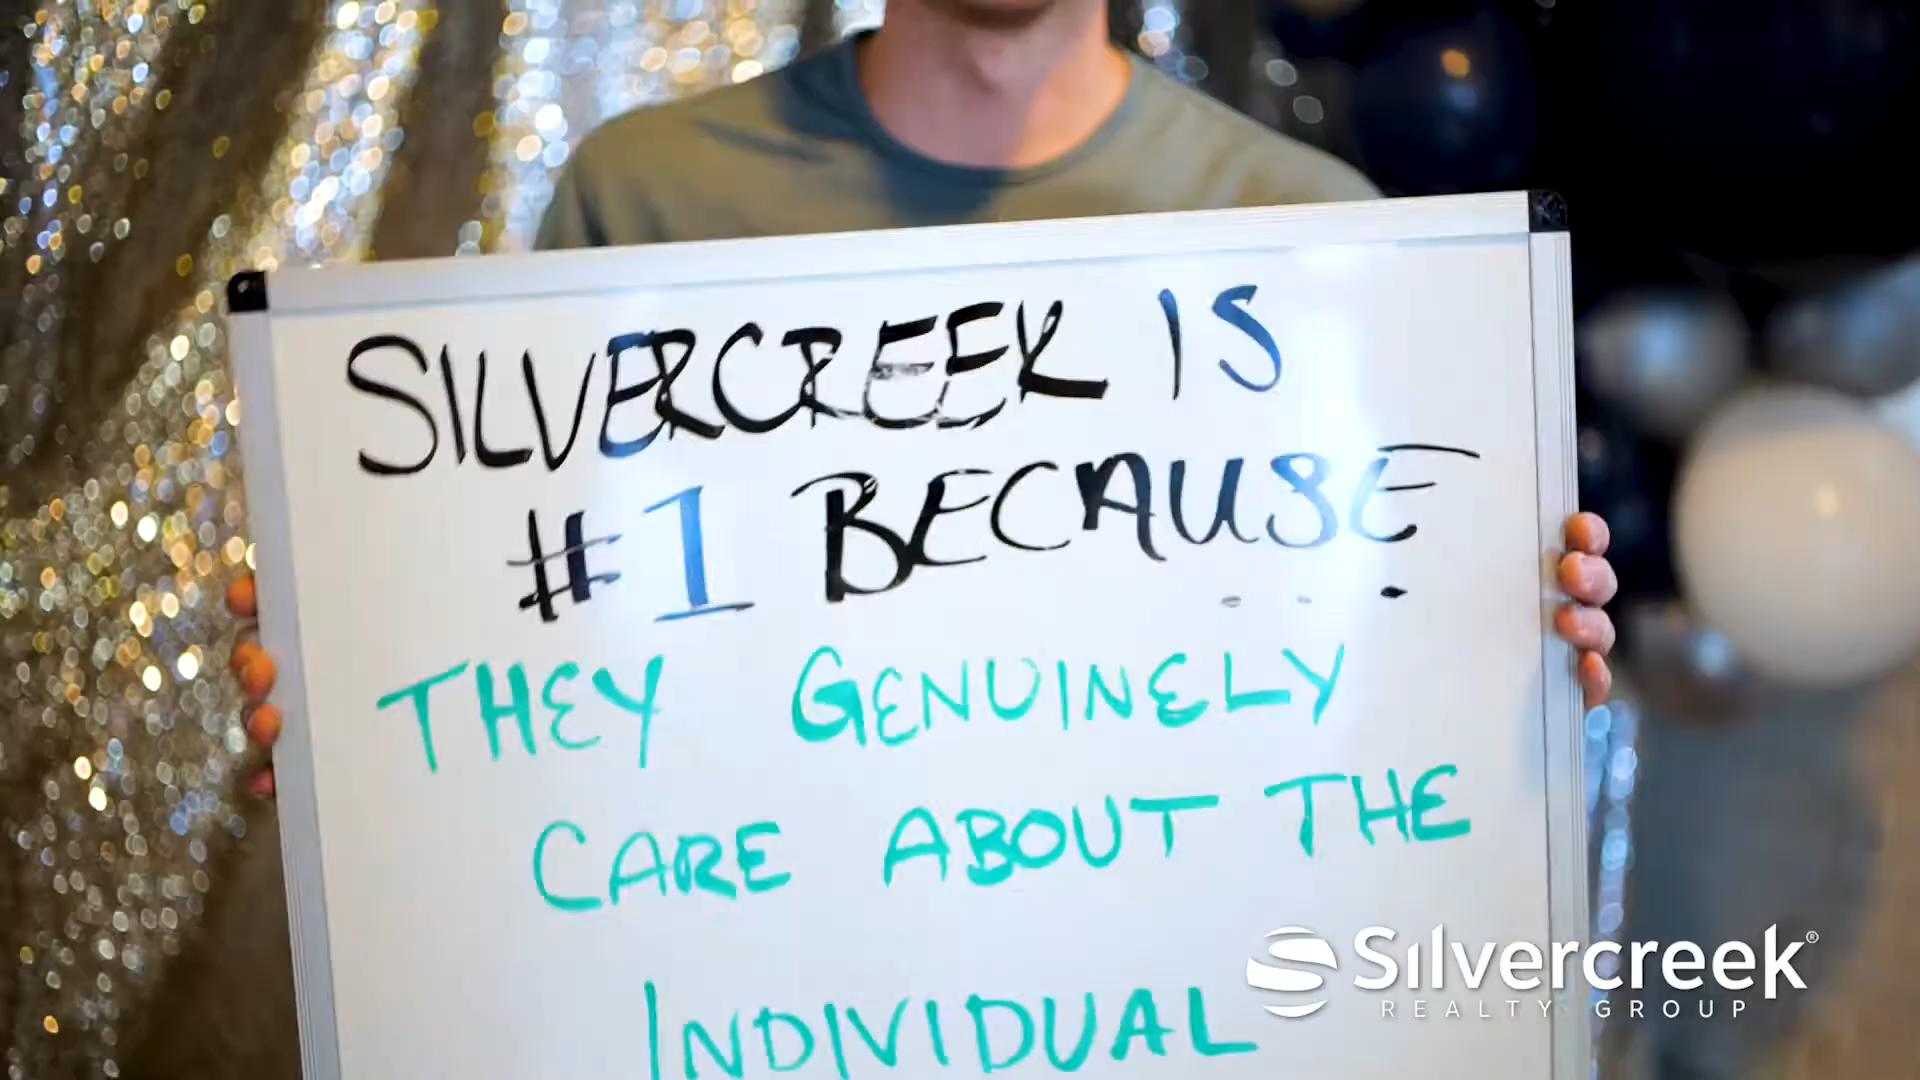 SILVERCREEK IS
#1 BECAUSE
...
THEY GENUINELY
CARE ABOUT THE
INDIVIDUAL
Silvercreek®
REALTY GROUP